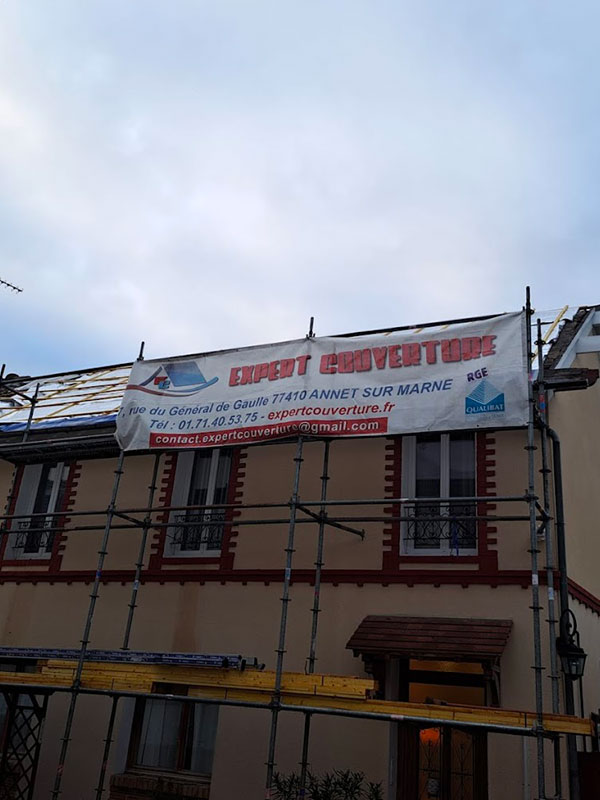 EXPERT COUVERTURE
7, rue du Général de Gaulle 77410 ANNET SUR MARNE
Tél : 01.71.40.53.75 - expertcouverture.fr
contact.expertcouverture@gmail.com
RGE
QUALIBAT